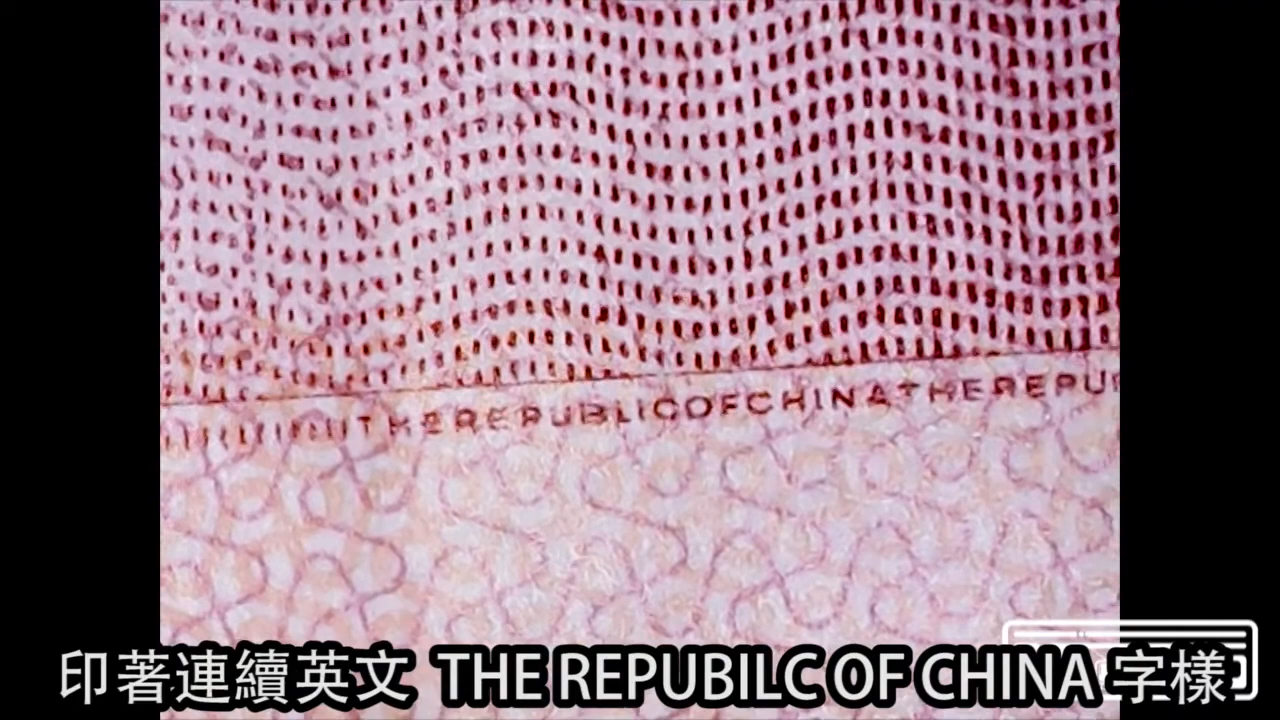 THEREPUBLICOFCHINATHEREPU
印著連續英文 THE REPUBILC OF CHINA 字樣